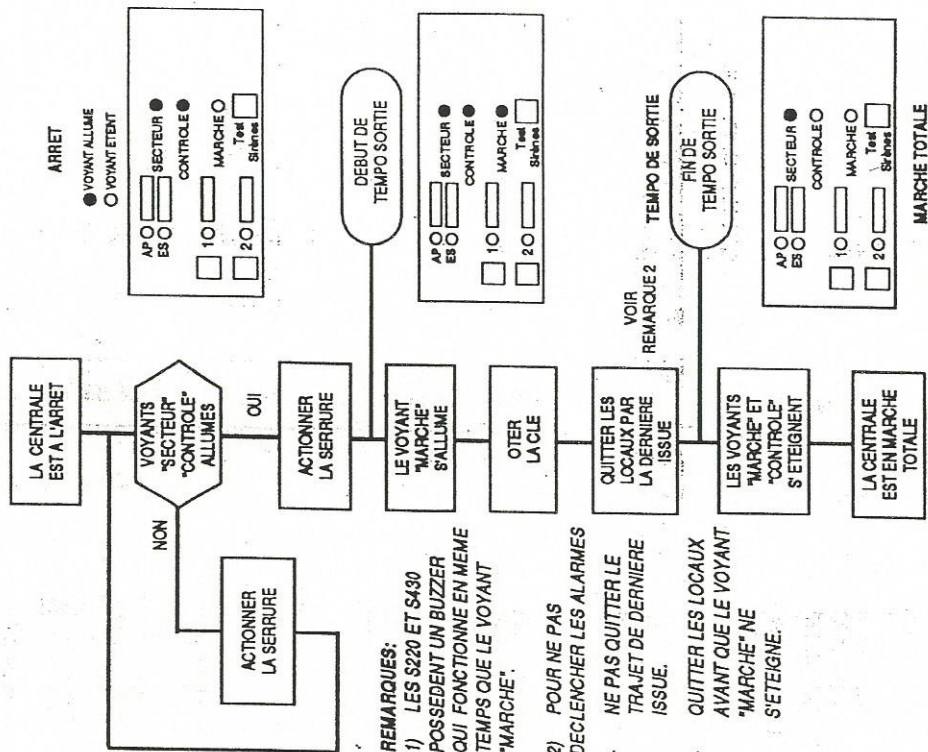 LA CENTRALE
EST A L'ARRET
VOYANTS
"SECTEUR"
"CONTROLE"
ALLUMES
NON
OUI
ACTIONNER
LA SERRURE
ACTIONNER
LA SERRURE
DEBUT DE
TEMPO SORTIE
LE VOYANT
"MARCHE"
S'ALLUME
OTER
LA CLE
QUITTER LES
LOCAUX PAR
LA DERNIERE
ISSUE
VOIR
REMARQUE 2
FIN DE
TEMPO SORTIE
LES VOYANTS
"MARCHE" ET
"CONTROLE"
S' ETEIGNENT
LA CENTRALE
EST EN MARCHE
TOTALE
ARRET
VOYANT ALLUME
VOYANT ETEINT
AP
ES
SECTEUR
CONTROLE
1
MARCHE
2
Test
Sirènes
AP
ES
SECTEUR
CONTROLE
1
MARCHE
2
Test
Sirènes
TEMPO DE SORTIE
AP
ES
SECTEUR
CONTROLE
1
MARCHE
2
Test
Sirènes
MARCHE TOTALE
REMARQUES:
1) LES S220 ET S430
POSSEDENT UN BUZZER
QUI FONCTIONNE EN MEME
TEMPS QUE LE VOYANT
"MARCHE".
2) POUR NE PAS
DECLENCHER LES ALARMES
. NE PAS QUITTER LE
TRAJET DE DERNIERE
ISSUE.
. QUITTER LES LOCAUX
AVANT QUE LE VOYANT
"MARCHE" NE
S'ETEIGNE.